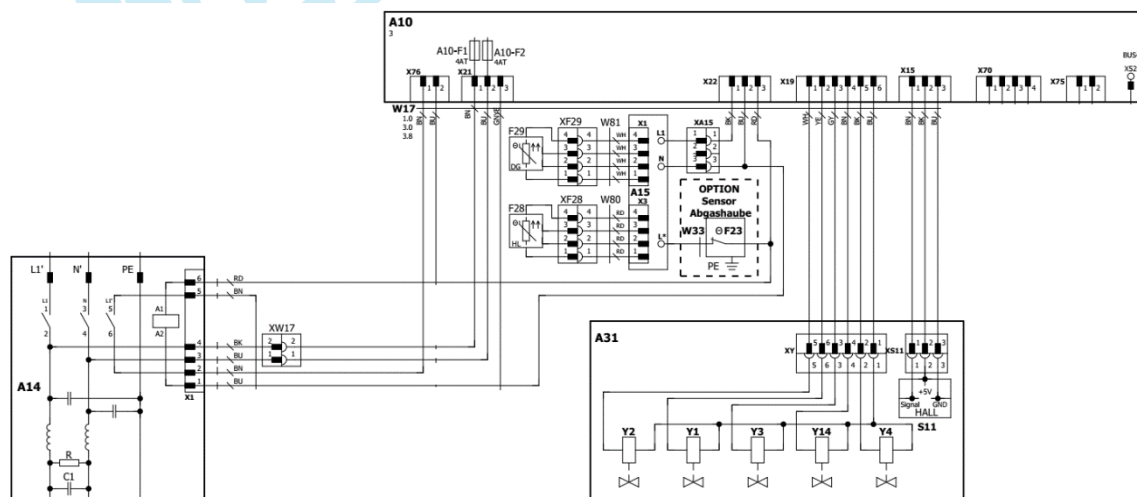 A10
3
A10-F1
4AT
A10-F2
4AT
BUS-
X52
X76
X21
X22
X19
X15
X70
X75
1 2
1 2 3
1 2 3
1 2 3 4 5 6
1 2 3
1 2 3 4
1 2
W17
1.0
3.0
3.8
BN
BU
BN
BU
GNGE
BK
BU
RD
WH
YE
GY
BN
BK
BU
BN
BK
BU
XF29
W81
X1
XA15
F29
DG
4 4
3 3
2 2
1 1
WH
WH
WH
WH
4
3
2
1
L1
N
1 1
2 2
3 3
A15
X3
XF28
W80
F28
HL
4 4
3 3
2 2
1 1
RD
RD
RD
RD
4
3
2
1
L*
OPTION
Sensor
Abgashaube
W33
F23
PE
L1'
N'
PE
L1
1
2
N
3
4
L1'
5
6
A1
A2
6
RD
5
BN
4
BK
3
BU
2
BN
1
BU
X1
XW17
2 2
1 1
A14
R
C1
A31
XY
5 6 3 4 2 1
5 6 3 4 2 1
XS11
1 2 3
1 2 3
+5V
Signal
GND
HALL
S11
Y2
Y1
Y3
Y14
Y4